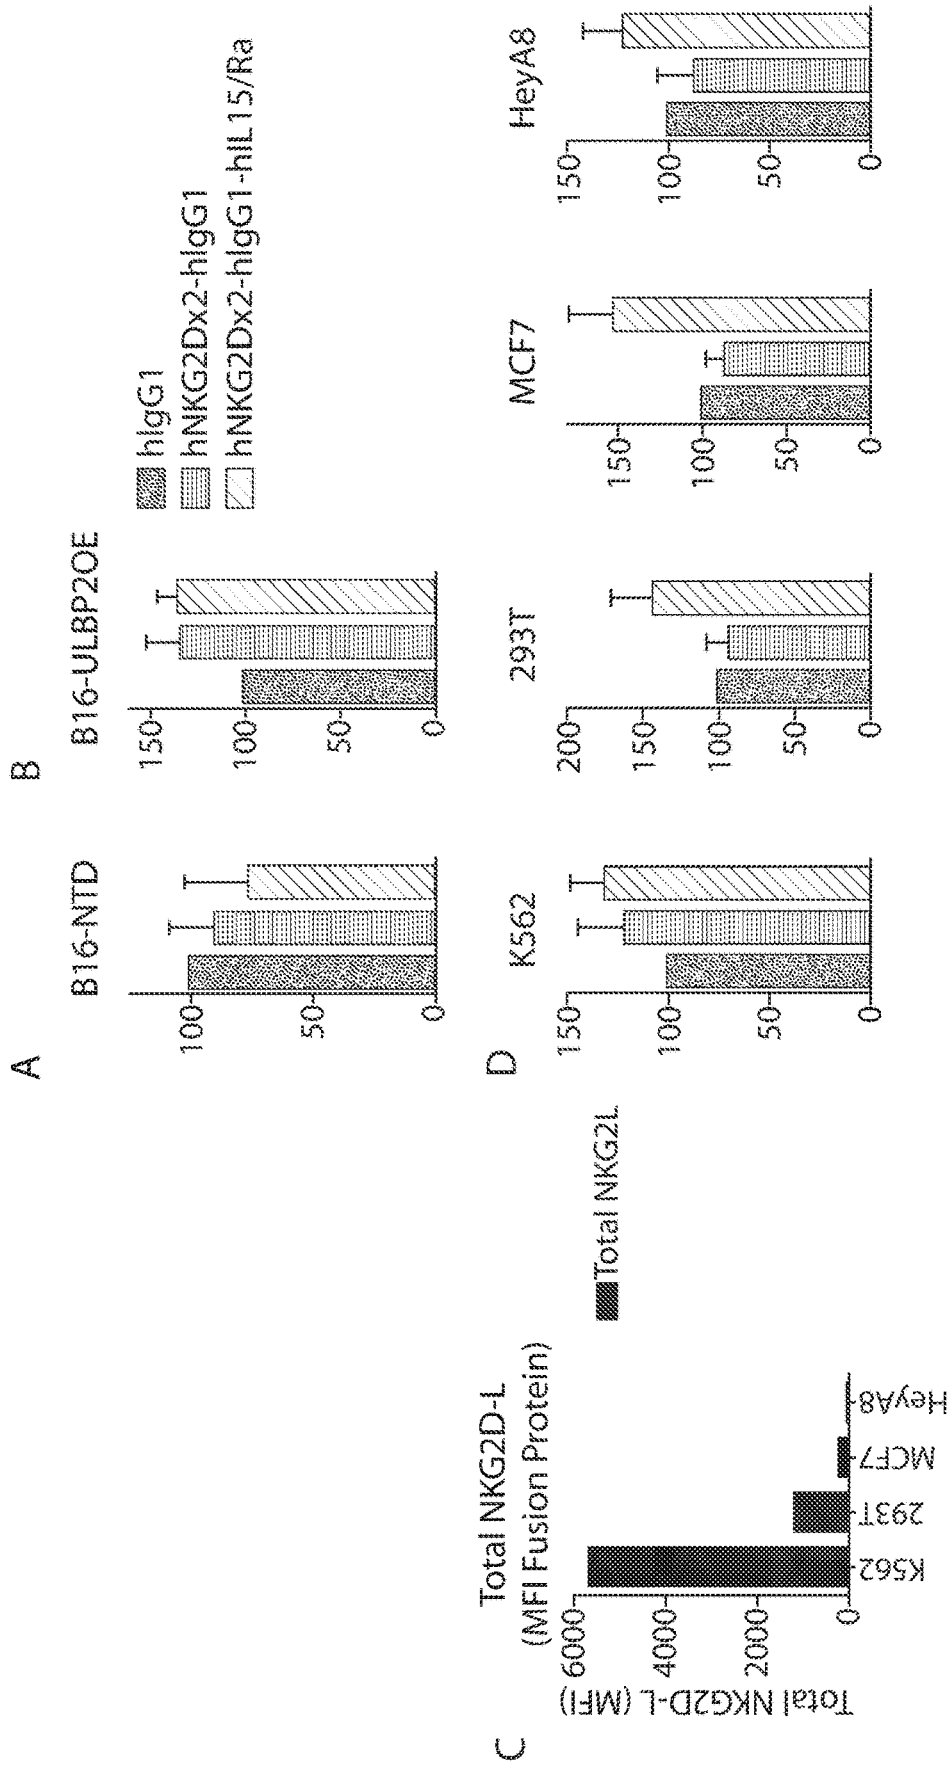 A
B16-NTD
100
50
0
B
B16-ULBP2OE
150
100
50
0
hIgG1
hNKG2Dx2-hIgG1
hNKG2Dx2-hIgG1-hIL15/Ra
C
Total NKG2D-L
(MFI Fusion Protein)
Total NKG2D-L (MFI)
6000
4000
2000
0
K562
293T
MCF7
HeyA8
Total NKG2L
D
K562
150
100
50
0
293T
200
150
100
50
0
MCF7
150
100
50
0
HeyA8
150
100
50
0